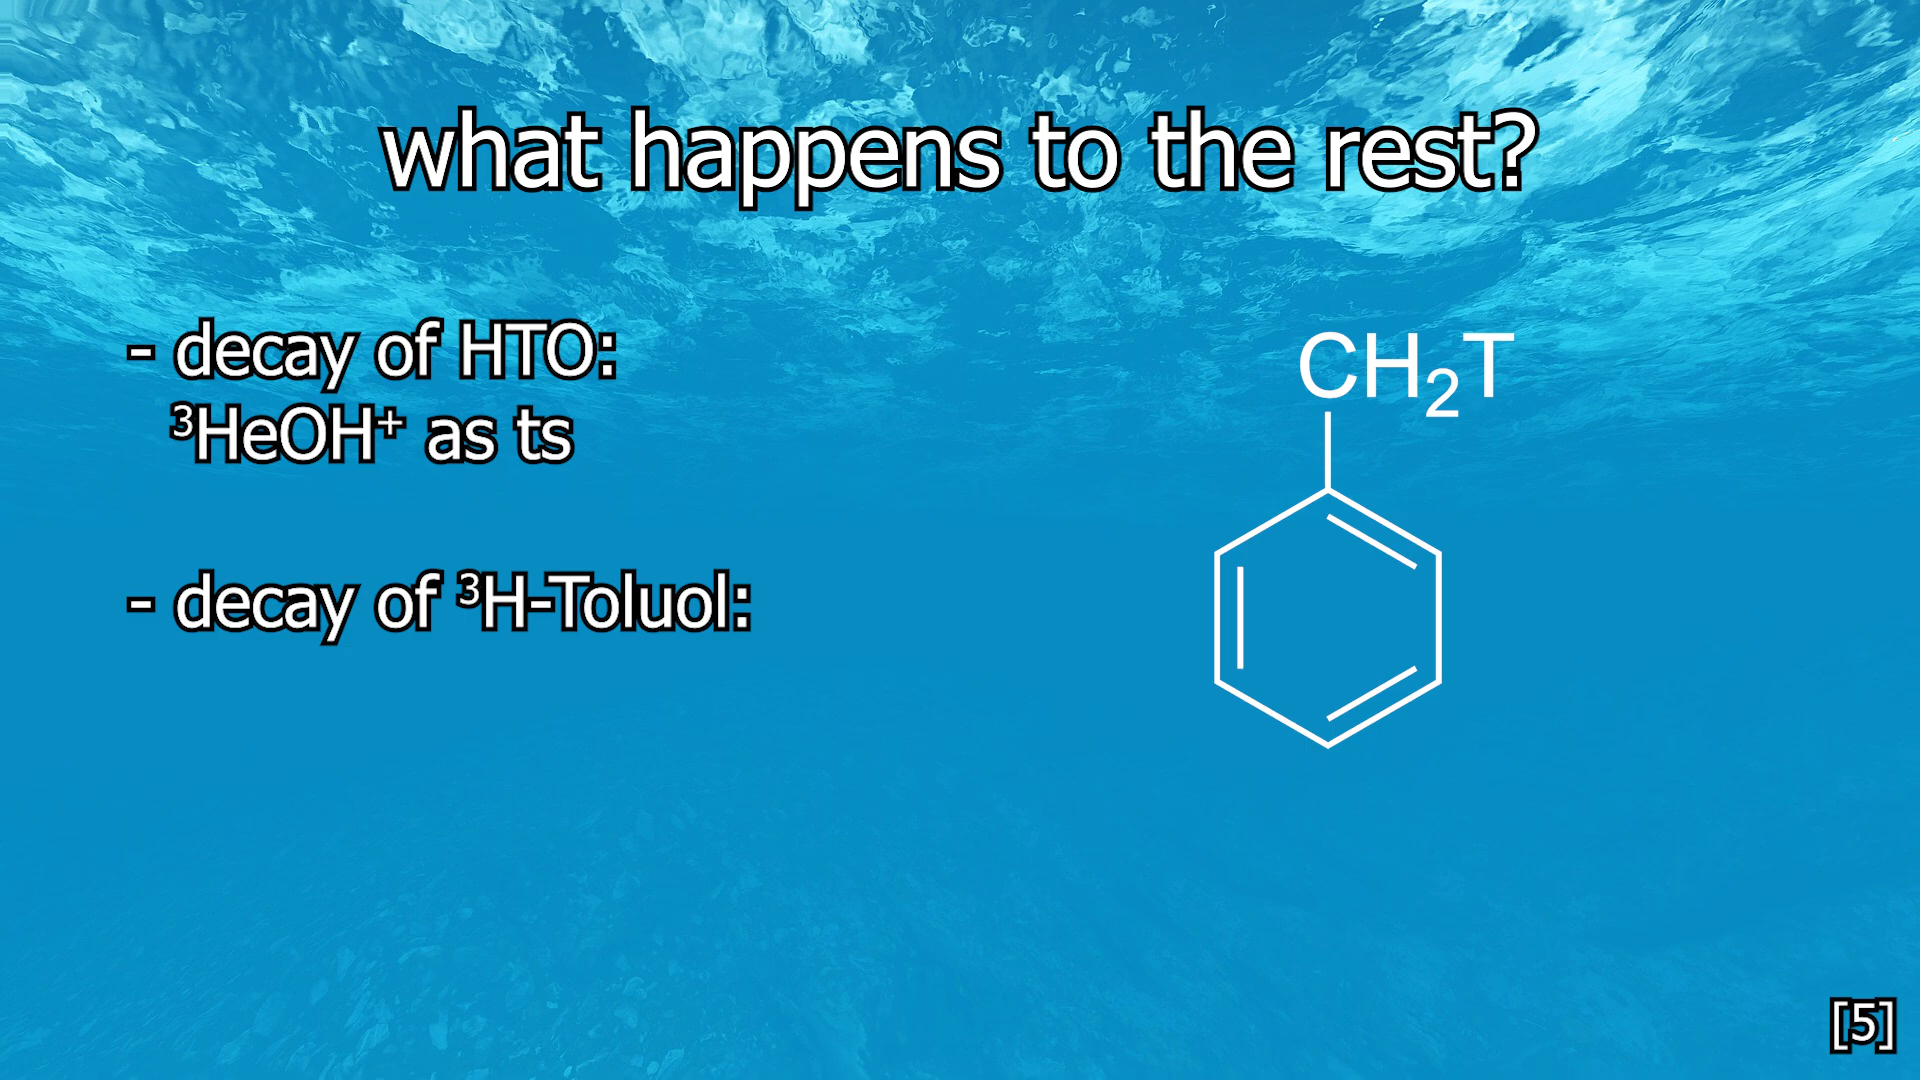 what happens to the rest?
- decay of HTO:
³HeOH⁺ as ts
- decay of ³H-Toluol:
CH₂T
[5]